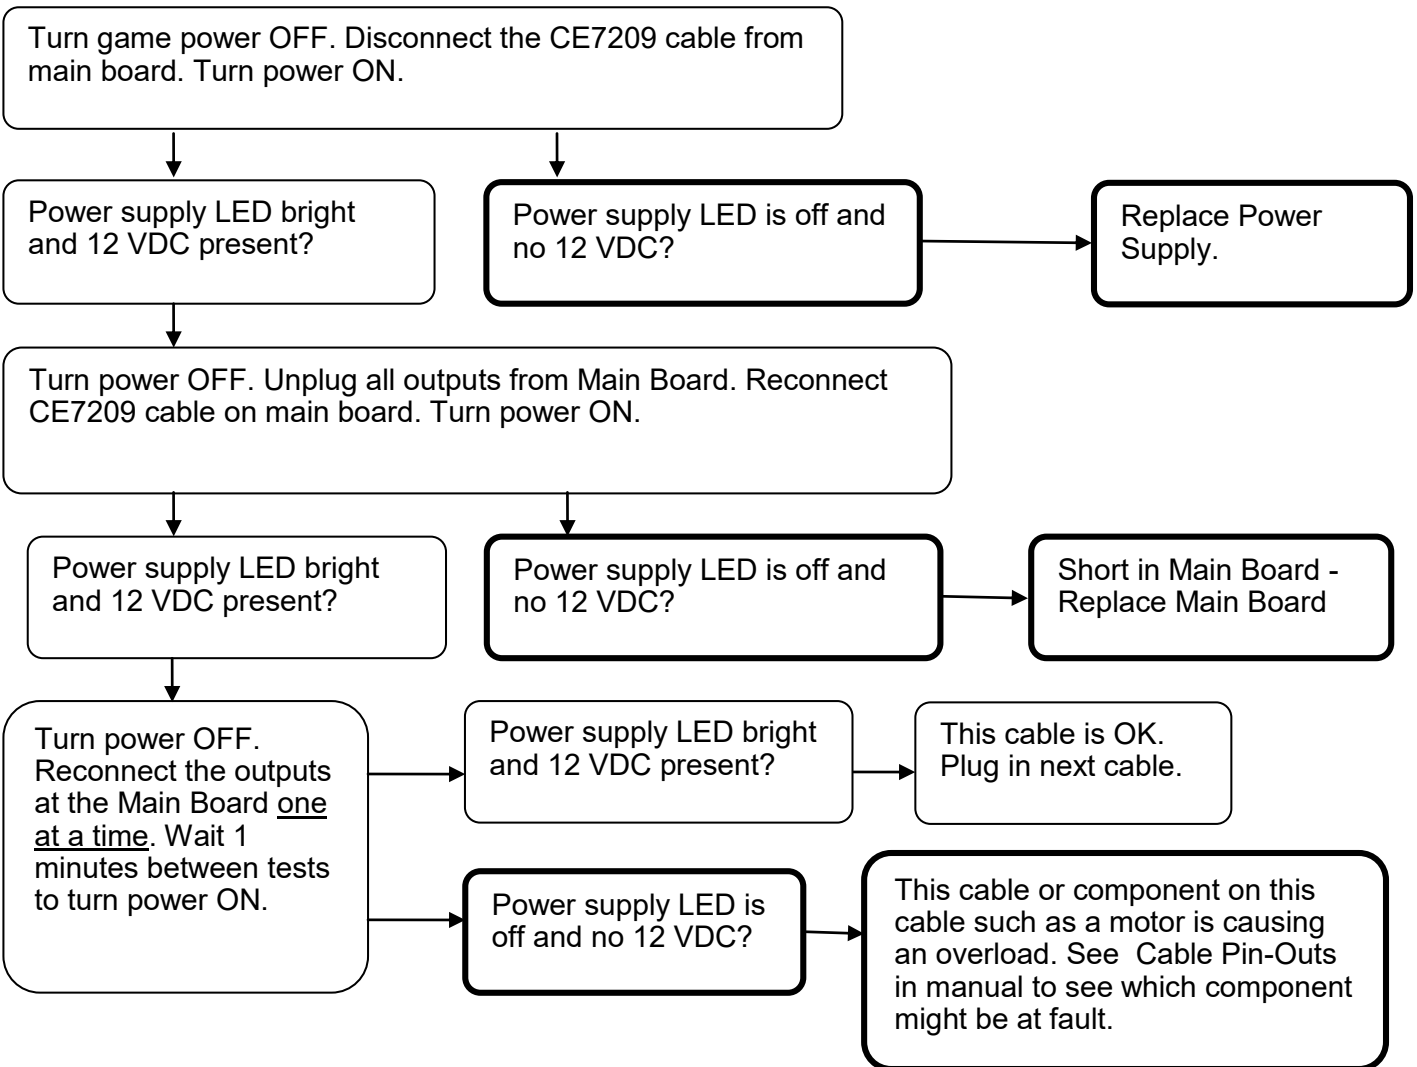 Turn game power OFF. Disconnect the CE7209 cable from
main board. Turn power ON.
Power supply LED bright
and 12 VDC present?
Power supply LED is off and
no 12 VDC?
Replace Power
Supply.
Turn power OFF. Unplug all outputs from Main Board. Reconnect
CE7209 cable on main board. Turn power ON.
Power supply LED bright
and 12 VDC present?
Power supply LED is off and
no 12 VDC?
Short in Main Board -
Replace Main Board
Turn power OFF.
Reconnect the outputs
at the Main Board one
at a time. Wait 1
minutes between tests
to turn power ON.
Power supply LED bright
and 12 VDC present?
This cable is OK.
Plug in next cable.
Power supply LED is
off and no 12 VDC?
This cable or component on this
cable such as a motor is causing
an overload. See  Cable Pin-Outs
in manual to see which component
might be at fault.